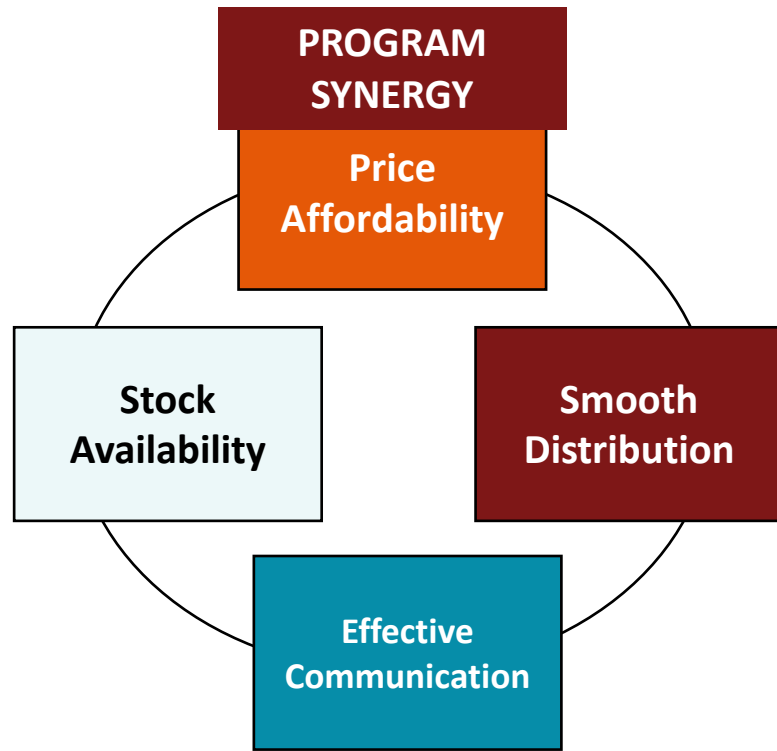 PROGRAM
SYNERGY
Price
Affordability
Stock
Availability
Smooth
Distribution
Effective
Communication